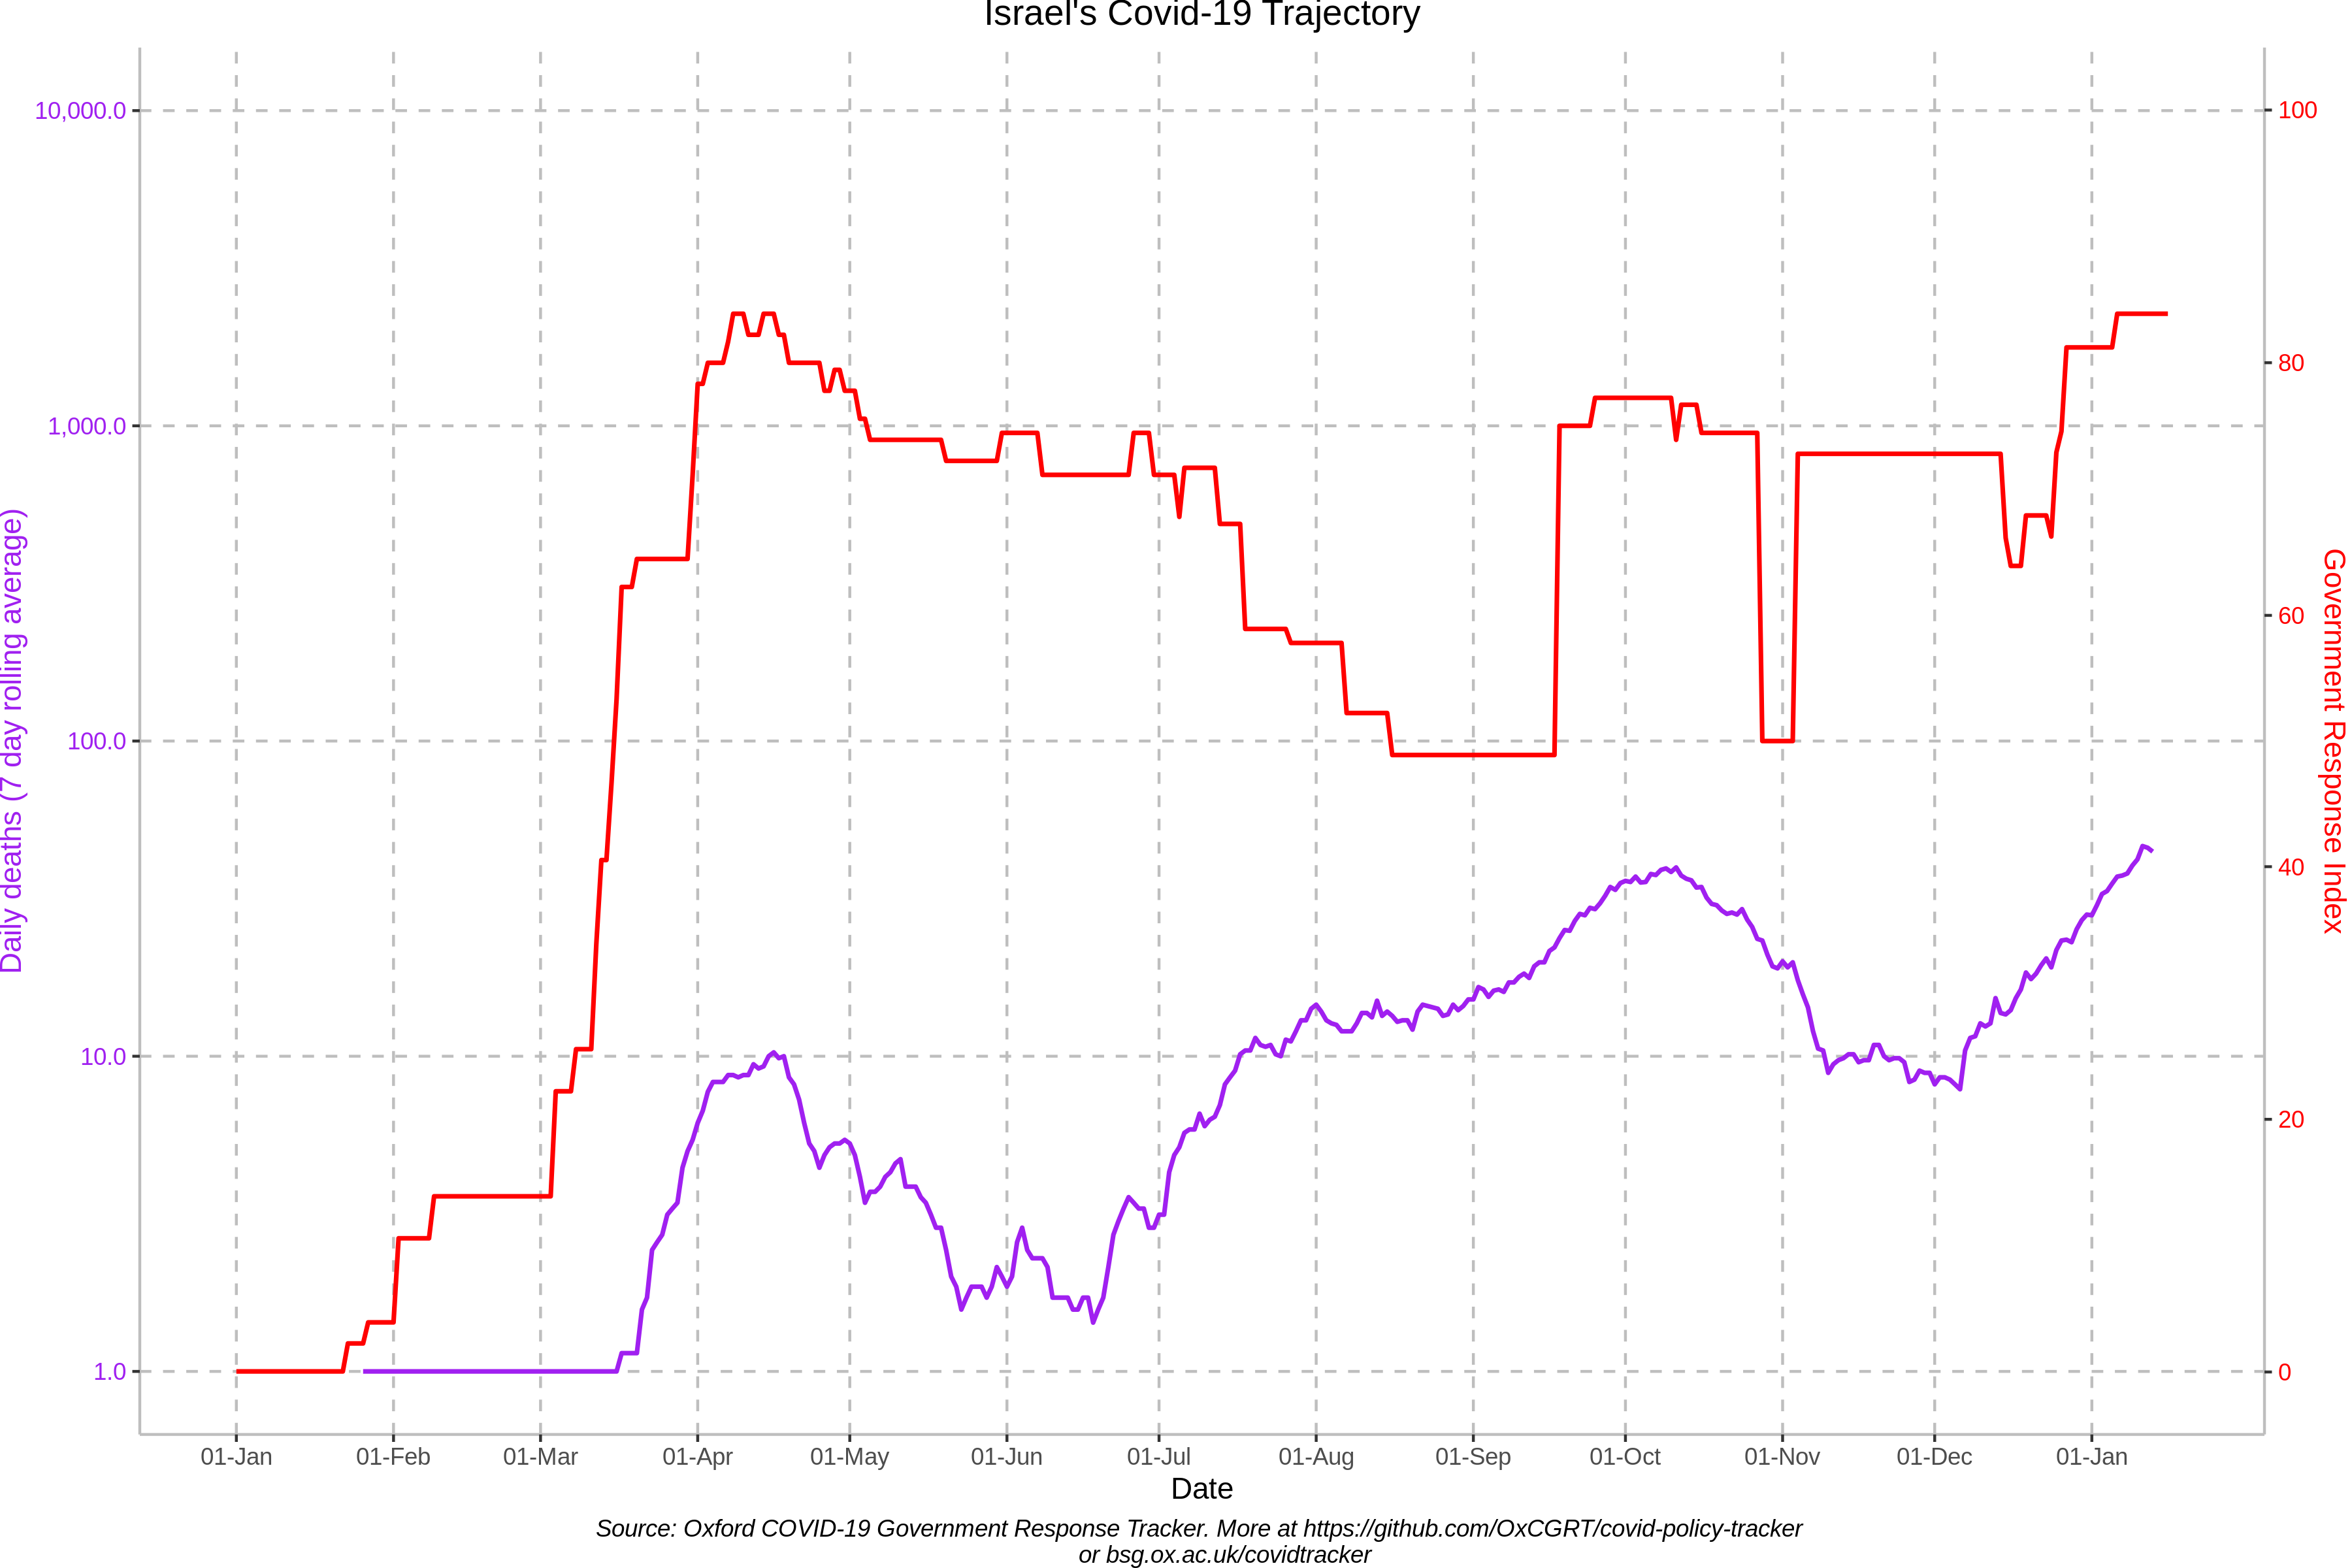 Israel's Covid-19 Trajectory
10,000.0
1,000.0
100.0
10.0
1.0
Daily deaths (7 day rolling average)
100
80
60
40
20
0
Government Response Index
01-Jan
01-Feb
01-Mar
01-Apr
01-May
01-Jun
01-Jul
01-Aug
01-Sep
01-Oct
01-Nov
01-Dec
01-Jan
Date
Source: Oxford COVID-19 Government Response Tracker. More at https://github.com/OxCGRT/covid-policy-tracker
or bsg.ox.ac.uk/covidtracker